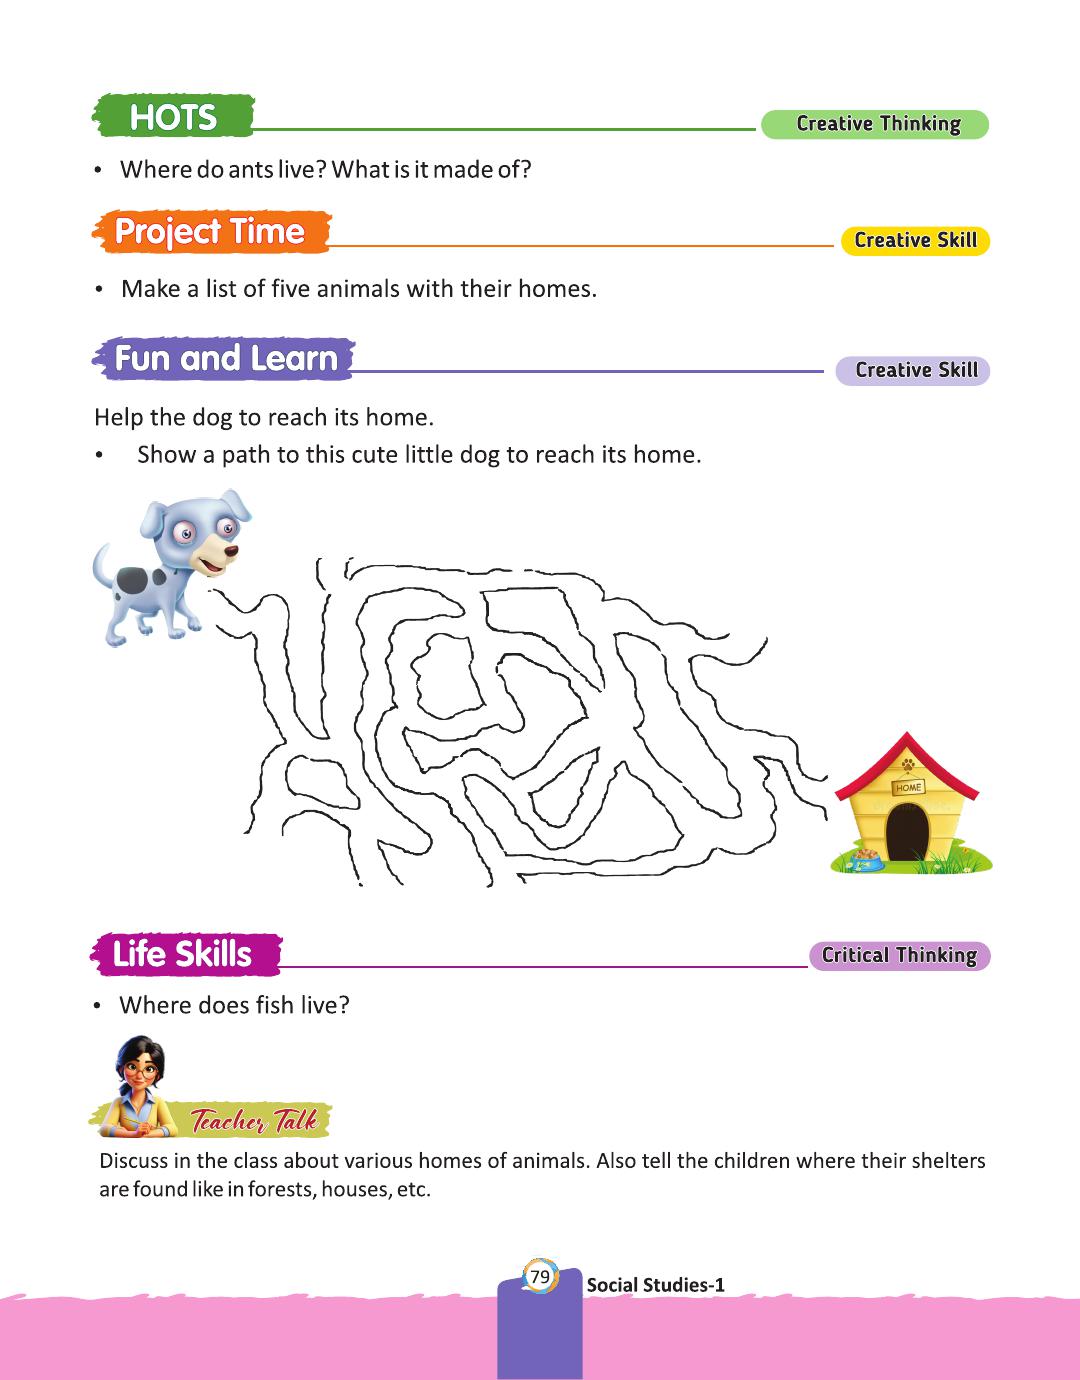 HOTS
Creative Thinking
• Where do ants live? What is it made of?
Project Time
Creative Skill
• Make a list of five animals with their homes.
Fun and Learn
Creative Skill
Help the dog to reach its home.
• Show a path to this cute little dog to reach its home.
HOME
Life Skills
Critical Thinking
• Where does fish live?
Teacher Talk
Discuss in the class about various homes of animals. Also tell the children where their shelters
are found like in forests, houses, etc.
79
Social Studies-1